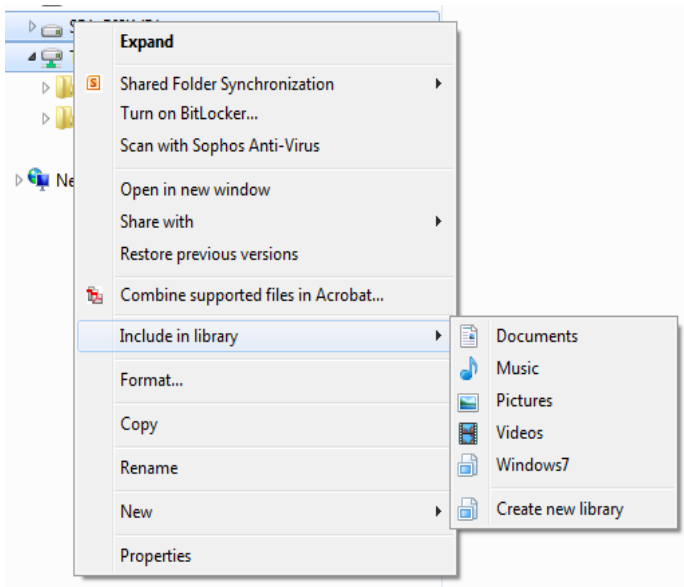 Expand
Shared Folder Synchronization
Turn on BitLocker...
Scan with Sophos Anti-Virus
Open in new window
Ne
Share with
Restore previous versions
Combine supported files in Acrobat...
Include in library
Documents
Music
Format...
Pictures
Copy
Videos
Rename
Windows7
New
Create new library
Properties